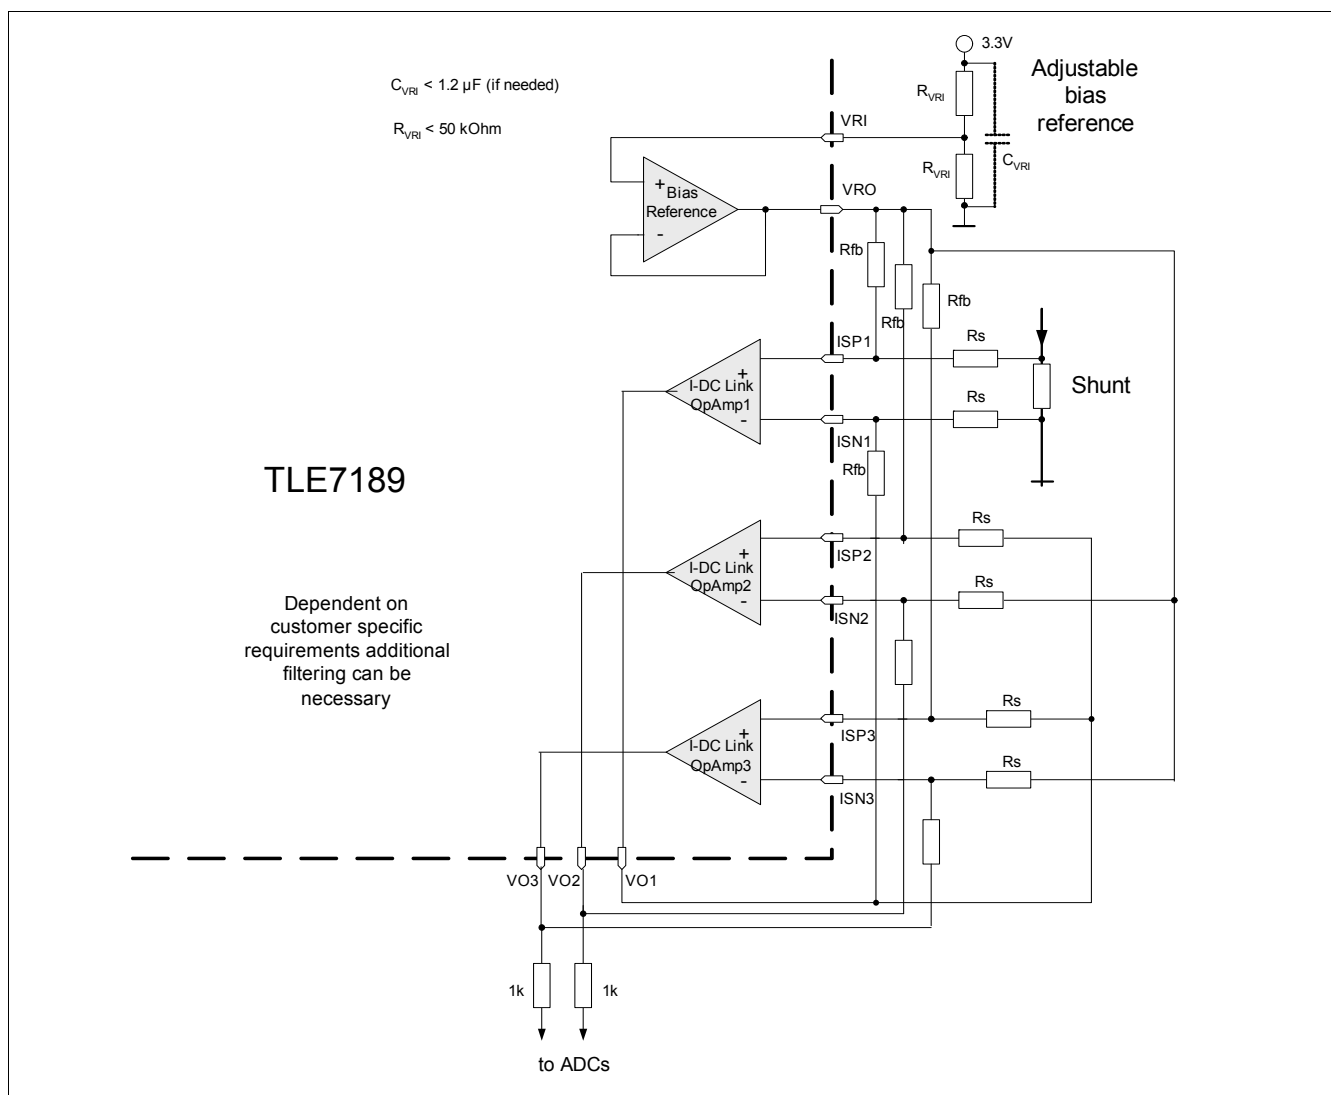 3.3V
Adjustable
bias
reference
C_VRI < 1.2 µF (if needed)
R_VRI
R_VRI < 50 kOhm
VRI
C_VRI
R_VRI
+
Bias
Reference
-
VRO
Rfb
Rfb
Rfb
ISP1
Rs
+
I-DC Link
OpAmp1
-
Shunt
Rs
ISN1
Rfb
TLE7189
Rs
ISP2
+
I-DC Link
OpAmp2
-
Rs
ISN2
Dependent on
customer specific
requirements additional
filtering can be
necessary
Rs
ISP3
+
I-DC Link
OpAmp3
-
Rs
ISN3
VO3
VO2
VO1
1k
1k
to ADCs